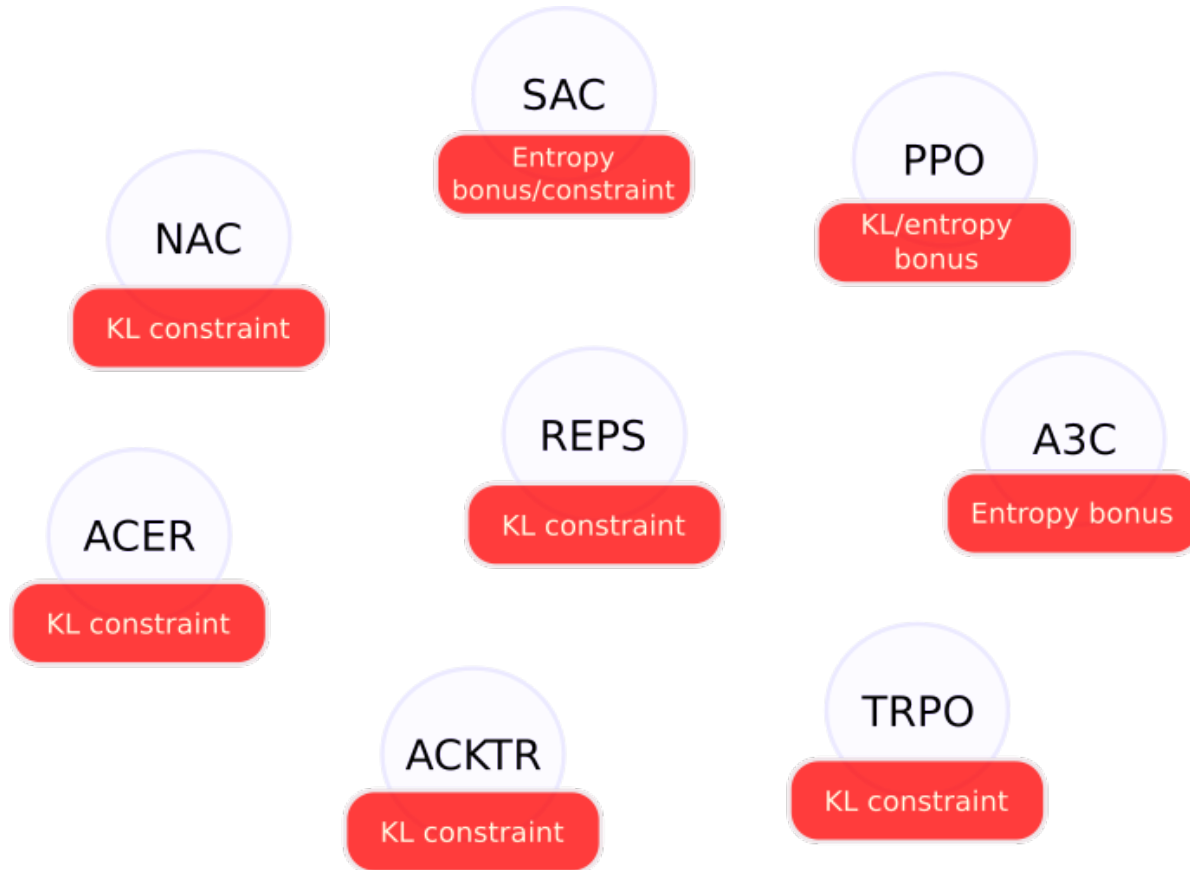 SAC
Entropy
bonus/constraint
PPO
KL/entropy
bonus
NAC
KL constraint
REPS
KL constraint
A3C
Entropy bonus
ACER
KL constraint
TRPO
KL constraint
ACKTR
KL constraint